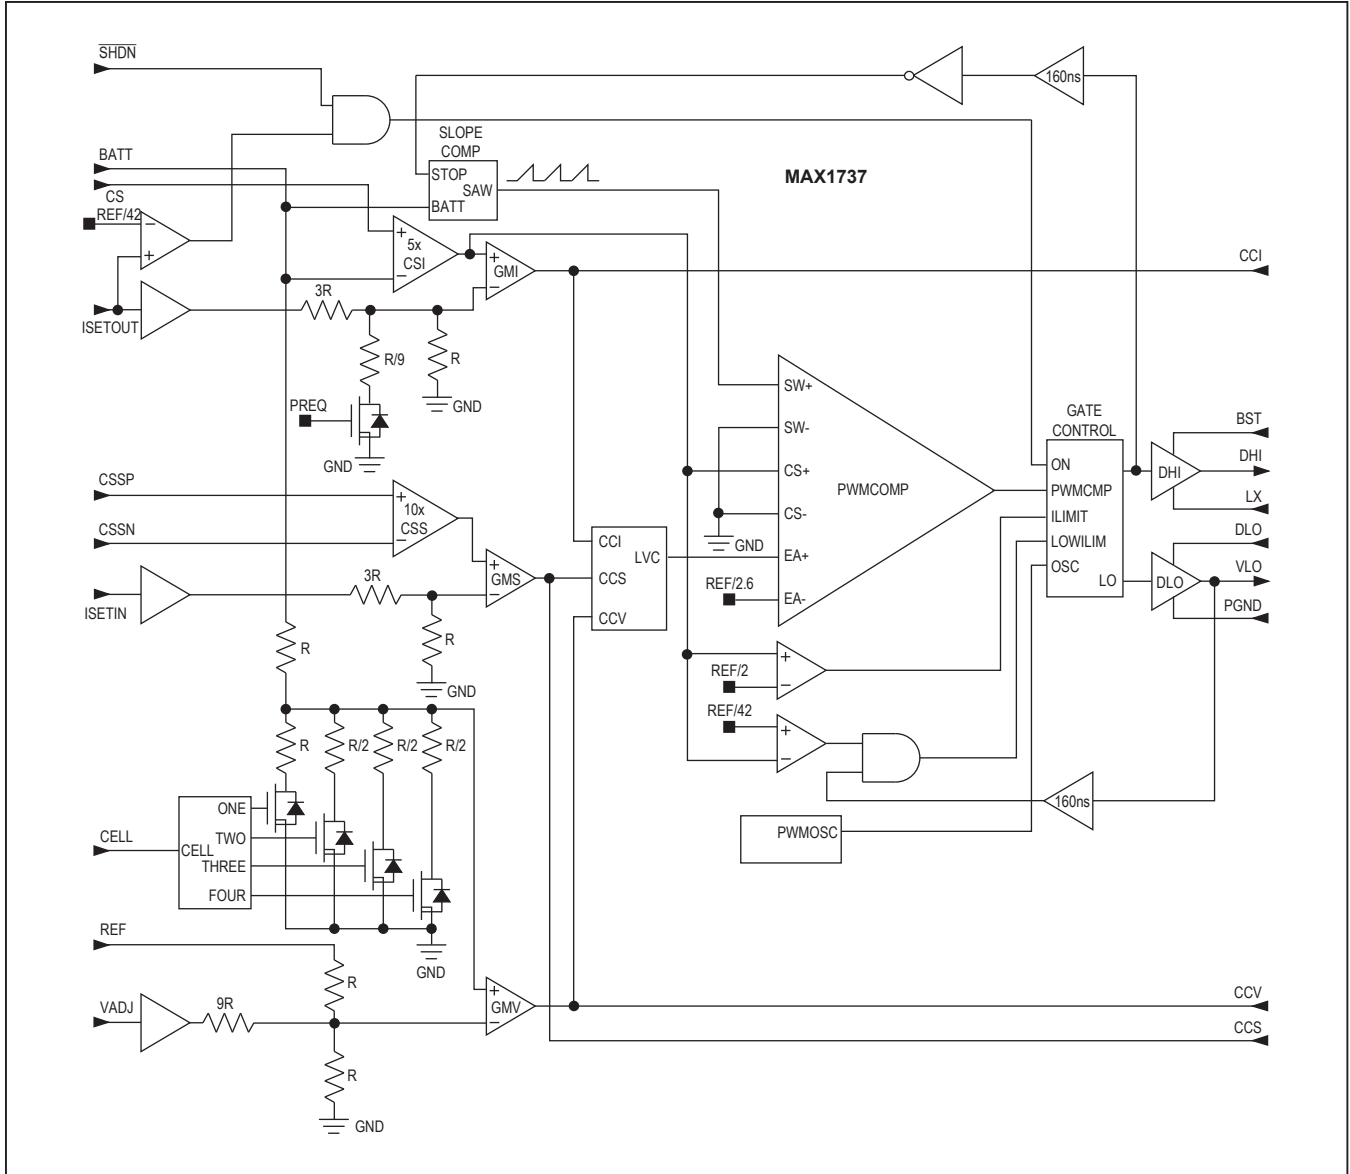 SHDN
160ns
SLOPE
COMP
BATT
STOP
SAW
BATT
MAX1737
CS
REF/42
5x
CSI
GMI
CCI
3R
ISETOUT
R/9
R
GND
PREQ
GND
SW+
SW-
CS+
CS-
EA+
EA-
PWMCOMP
GND
REF/2.6
GATE
CONTROL
ON
PWMCMP
ILIMIT
LOWILIM
OSC
LO
BST
DHI
DHI
LX
DLO
DLO
VLO
PGND
CSSP
CSSN
10x
CSS
GMS
3R
ISETIN
R
GND
CCI
LVC
CCS
CCV
R
REF/2
REF/42
R
R/2
R/2
R/2
160ns
PWMOSC
CELL
ONE
TWO
CELL
THREE
FOUR
GND
REF
R
VADJ
9R
GMV
CCV
CCS
R
GND
+
−
+
−
+
−
+
−
+
−
+
−
+
−
+
−